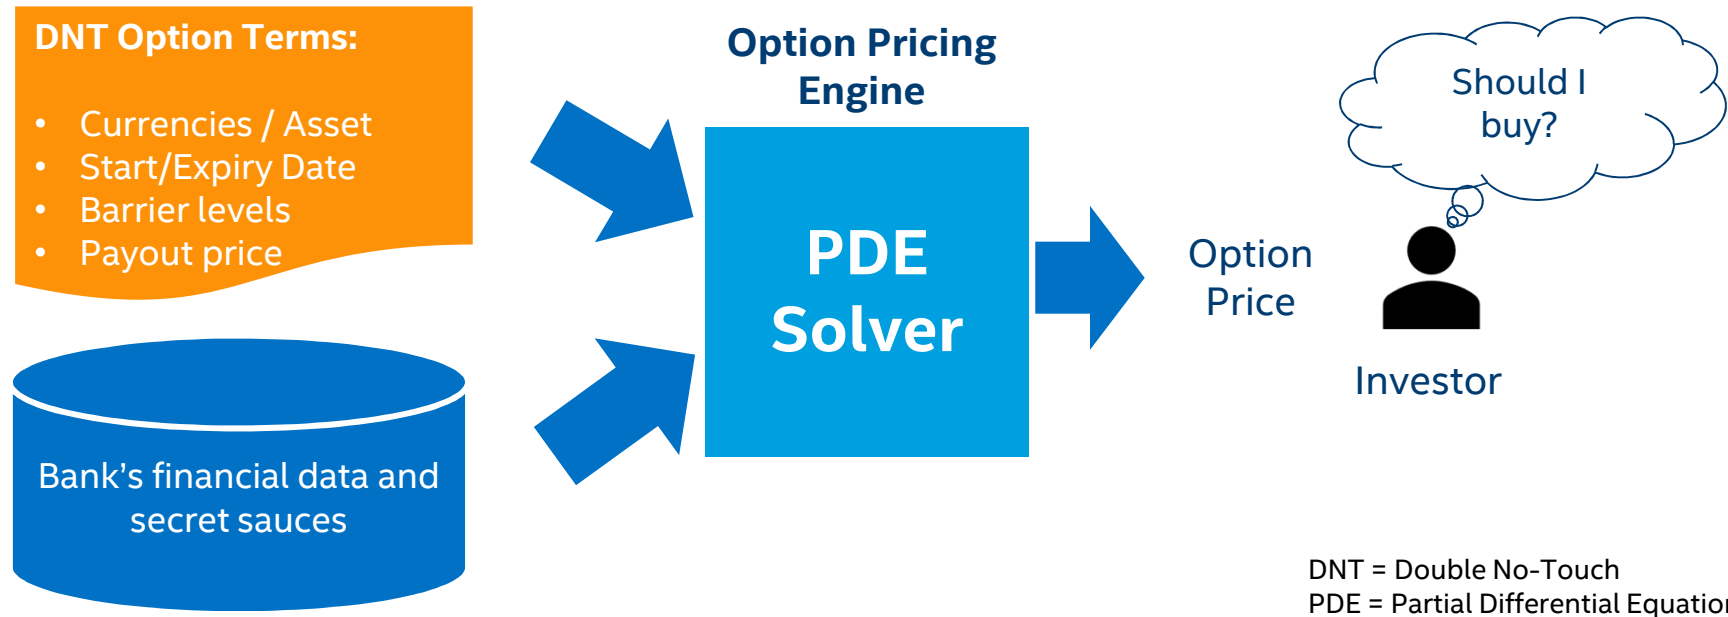 DNT Option Terms:
• Currencies / Asset
• Start/Expiry Date
• Barrier levels
• Payout price
Bank’s financial data and
secret sauces
Option Pricing
Engine
PDE
Solver
Option
Price
Should I
buy?
Investor
DNT = Double No-Touch
PDE = Partial Differential Equation